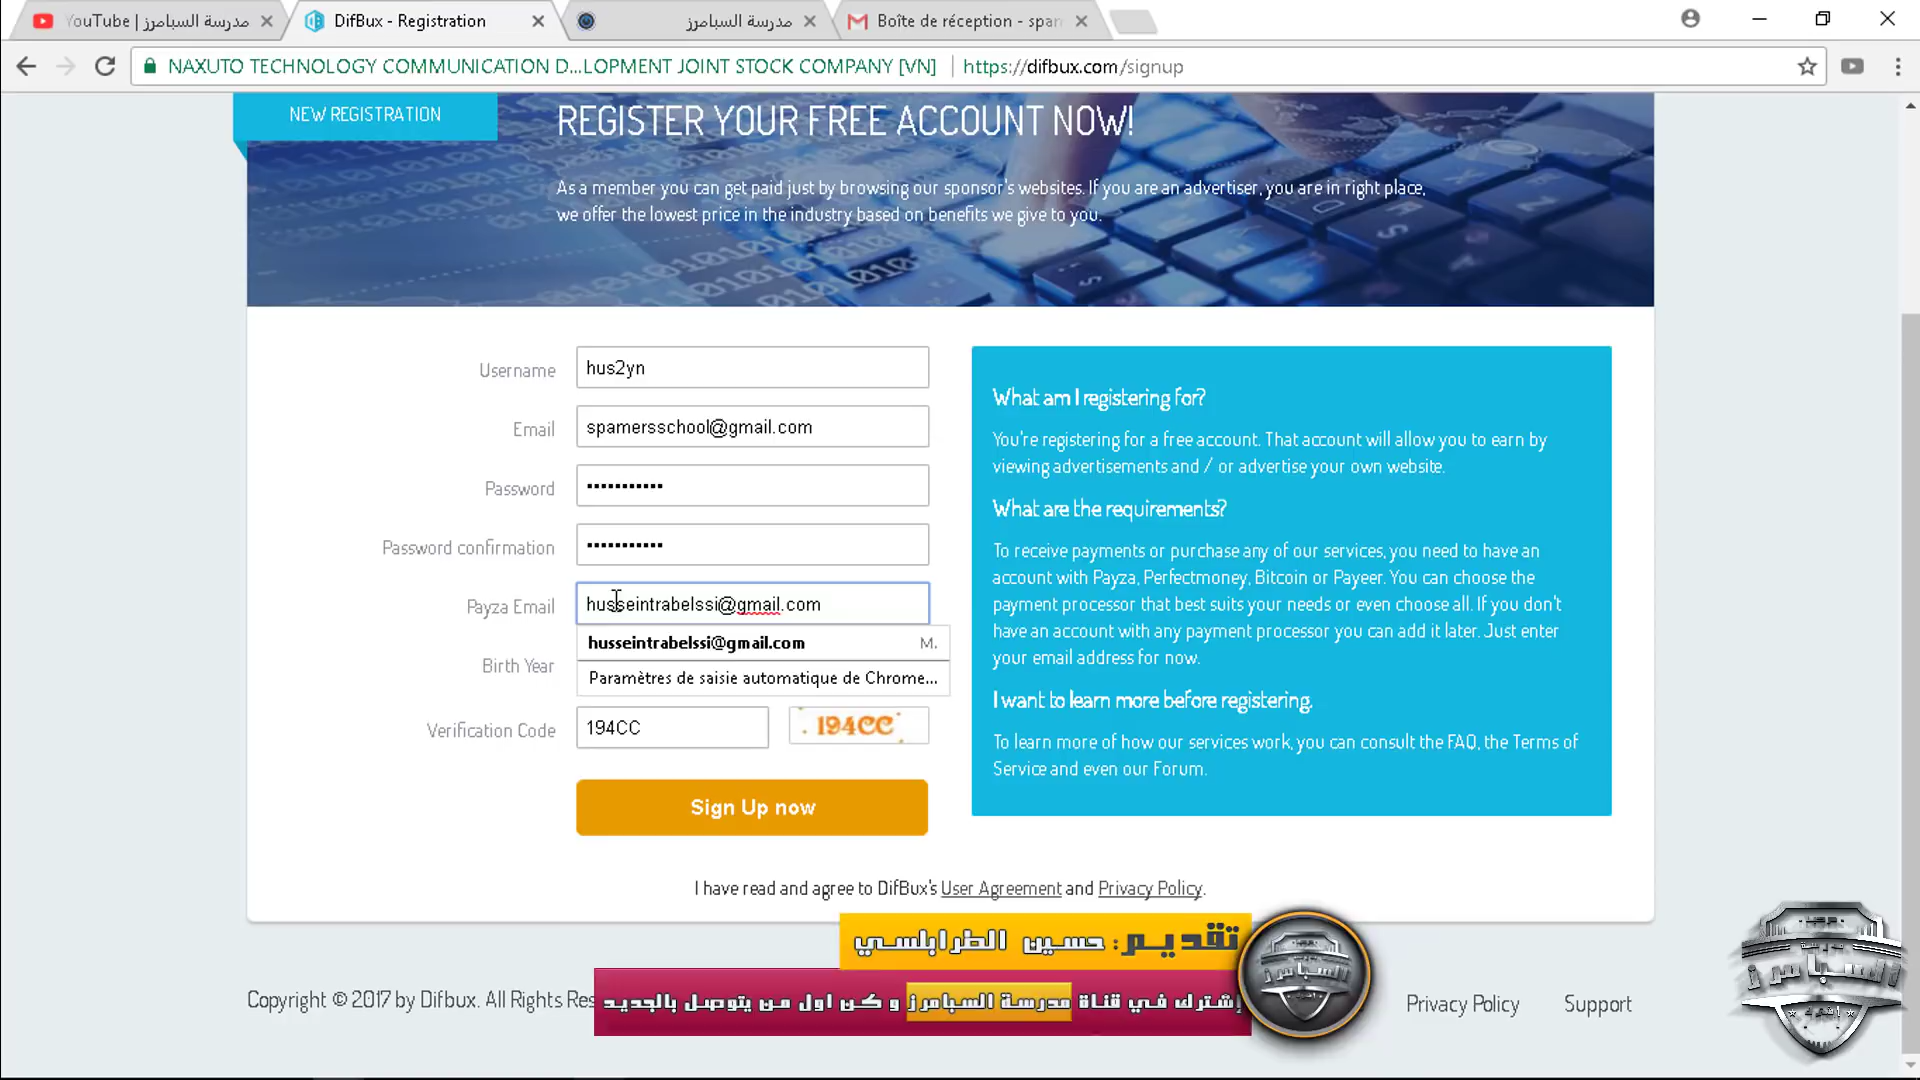 YouTube | مدرسة السبامرز
DifBux - Registration
مدرسة السبامرز
Boîte de réception - span
NAXUTO TECHNOLOGY COMMUNICATION D...LOPMENT JOINT STOCK COMPANY [VN]
https://difbux.com/signup
NEW REGISTRATION
REGISTER YOUR FREE ACCOUNT NOW!
As a member you can get paid just by browsing our sponsor's websites. If you are an advertiser, you are in right place,
we offer the lowest price in the industry based on benefits we give to you.
Username
hus2yn
Email
spamersschool@gmail.com
Password
•••••••••••
Password confirmation
•••••••••••
Payza Email
husseintrabelssi@gmail.com
husseintrabelssi@gmail.com M.
Paramètres de saisie automatique de Chrome...
Birth Year
Verification Code
194CC
194CC
Sign Up now
What am I registering for?
You're registering for a free account. That account will allow you to earn by
viewing advertisements and / or advertise your own website.
What are the requirements?
To receive payments or purchase any of our services, you need to have an
account with Payza, Perfectmoney, Bitcoin or Payeer. You can choose the
payment processor that best suits your needs or even choose all. If you don't
have an account with any payment processor you can add it later. Just enter
your email address for now.
I want to learn more before registering.
To learn more of how our services work, you can consult the FAQ, the Terms of
Service and even our Forum.
I have read and agree to DifBux's User Agreement and Privacy Policy.
تقديم: حسين الطرابلسي
إشترك في قناة مدرسة السبامرز و كن اول من يتوصل بالجديد
Copyright © 2017 by Difbux. All Rights Res
Privacy Policy
Support
السبامرز
السبامرز